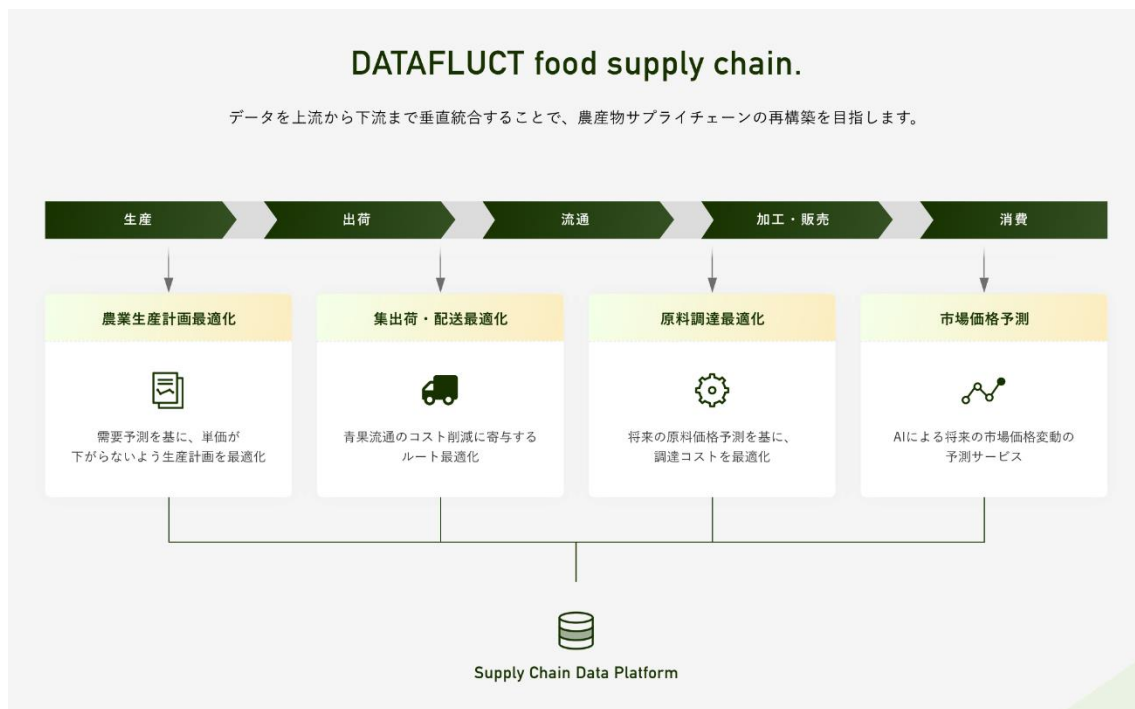 DATAFLUCT food supply chain.
データを上流から下流まで垂直統合することで、農産物サプライチェーンの再構築を目指します。
生産
出荷
流通
加工・販売
消費
農業生産計画最適化
集出荷・配送最適化
原料調達最適化
市場価格予測
需要予測を基に、単価が
下がらないよう生産計画を最適化
青果流通のコスト削減に寄与する
ルート最適化
将来の原料価格予測を基に、
調達コストを最適化
AIによる将来の市場価格変動の
予測サービス
Supply Chain Data Platform